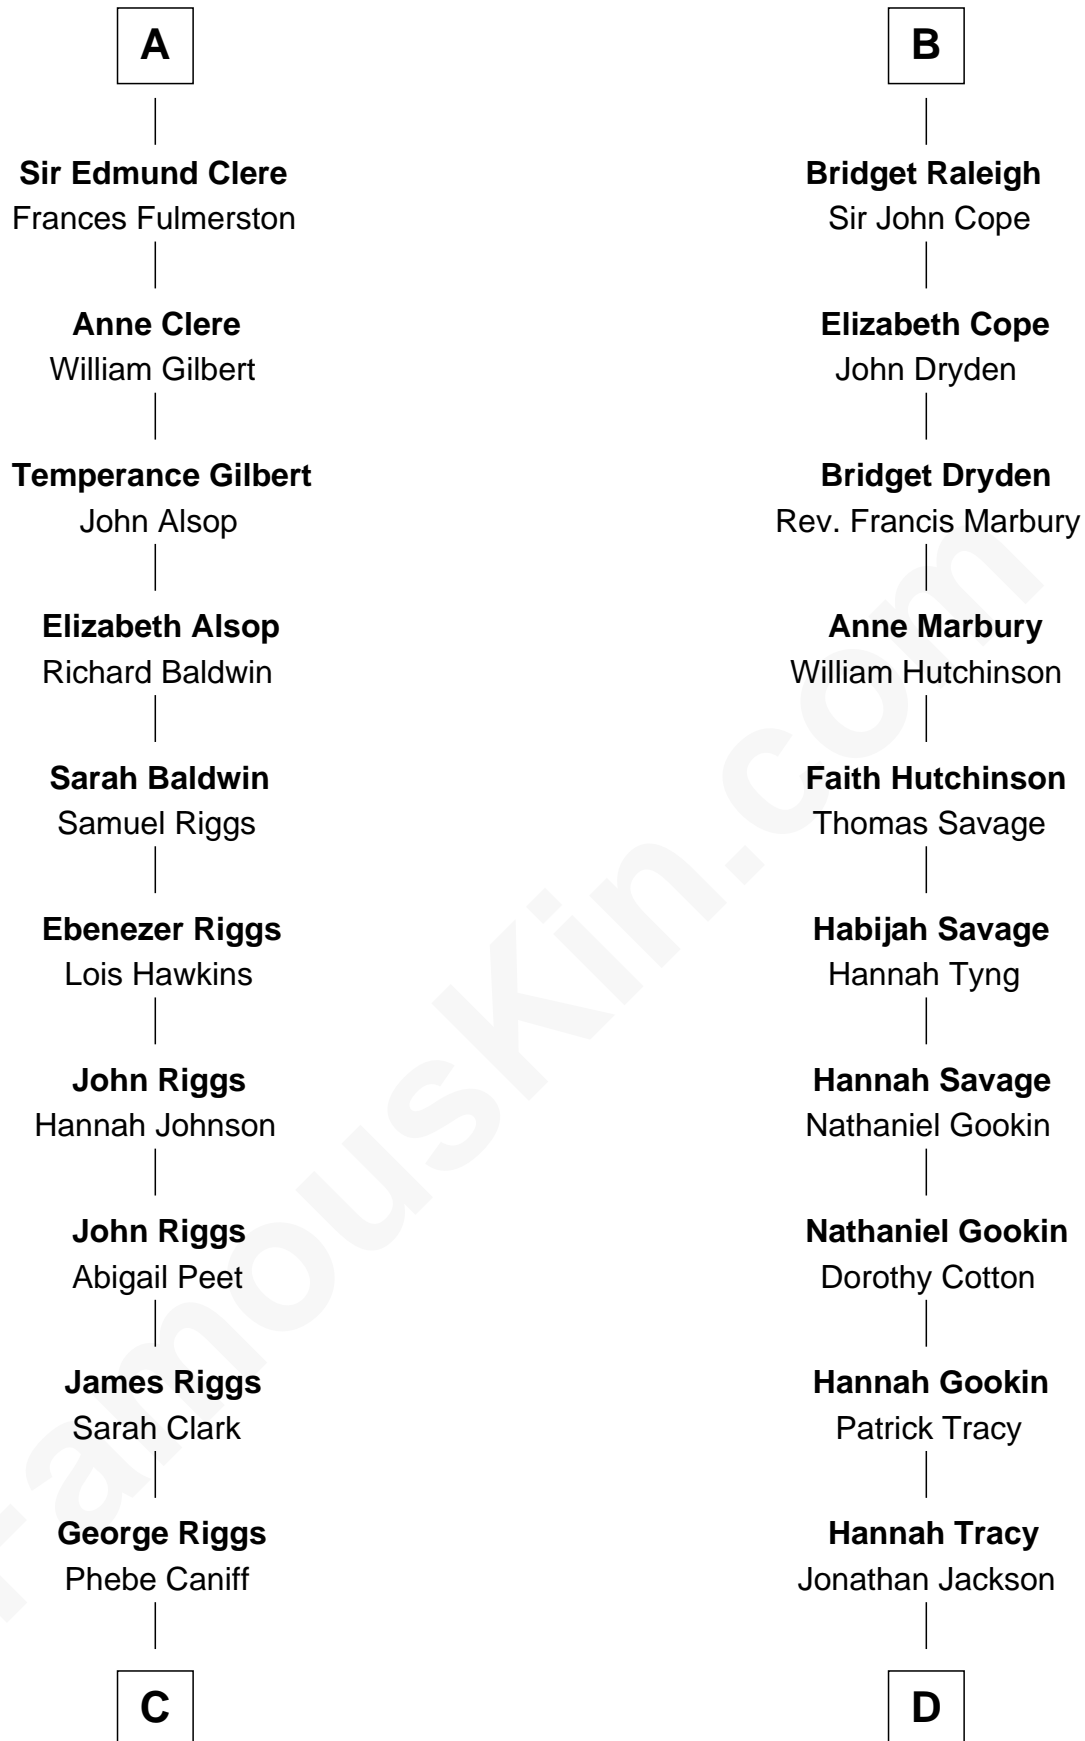 A
Sir Edmund Clere
Frances Fulmerston
Anne Clere
William Gilbert
Temperance Gilbert
John Alsop
Elizabeth Alsop
Richard Baldwin
Sarah Baldwin
Samuel Riggs
Ebenezer Riggs
Lois Hawkins
John Riggs
Hannah Johnson
John Riggs
Abigail Peet
James Riggs
Sarah Clark
George Riggs
Phebe Caniff
C
B
Bridget Raleigh
Sir John Cope
Elizabeth Cope
John Dryden
Bridget Dryden
Rev. Francis Marbury
Anne Marbury
William Hutchinson
Faith Hutchinson
Thomas Savage
Habijah Savage
Hannah Tyng
Hannah Savage
Nathaniel Gookin
Nathaniel Gookin
Dorothy Cotton
Hannah Gookin
Patrick Tracy
Hannah Tracy
Jonathan Jackson
D
FamousKin.com